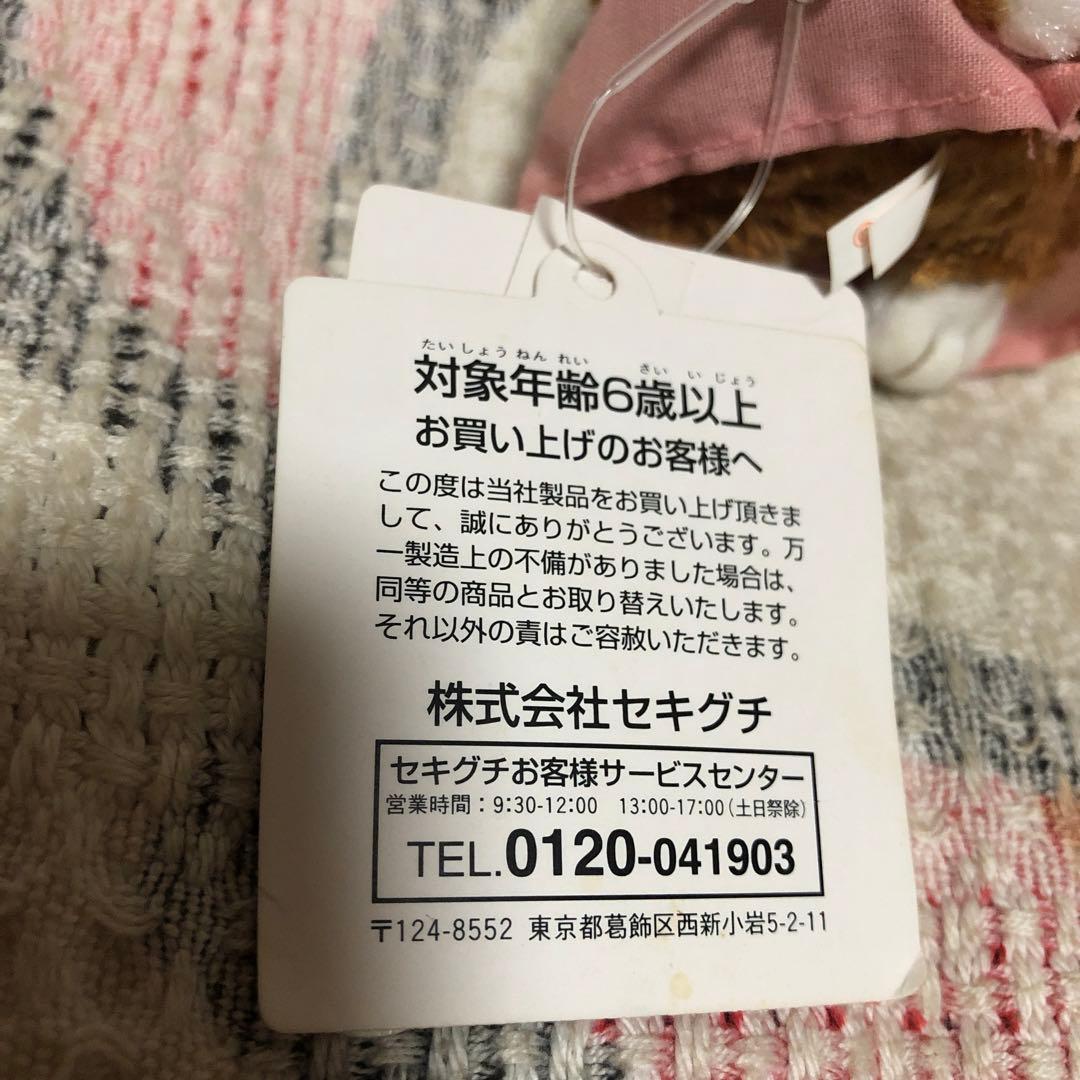 たいしょうねんれい さいいじょう
対象年齢6歳以上
お買い上げのお客様へ
この度は当社製品をお買い上げ頂きま
して、誠にありがとうございます。万
一製造上の不備がありました場合は、
同等の商品とお取り替えいたします。
それ以外の責はご容赦いただきます。
株式会社セキグチ
セキグチお客様サービスセンター
営業時間：9:30-12:00　13:00-17:00（土日祭除）
TEL.0120-041903
〒124-8552 東京都葛飾区西新小岩5-2-11